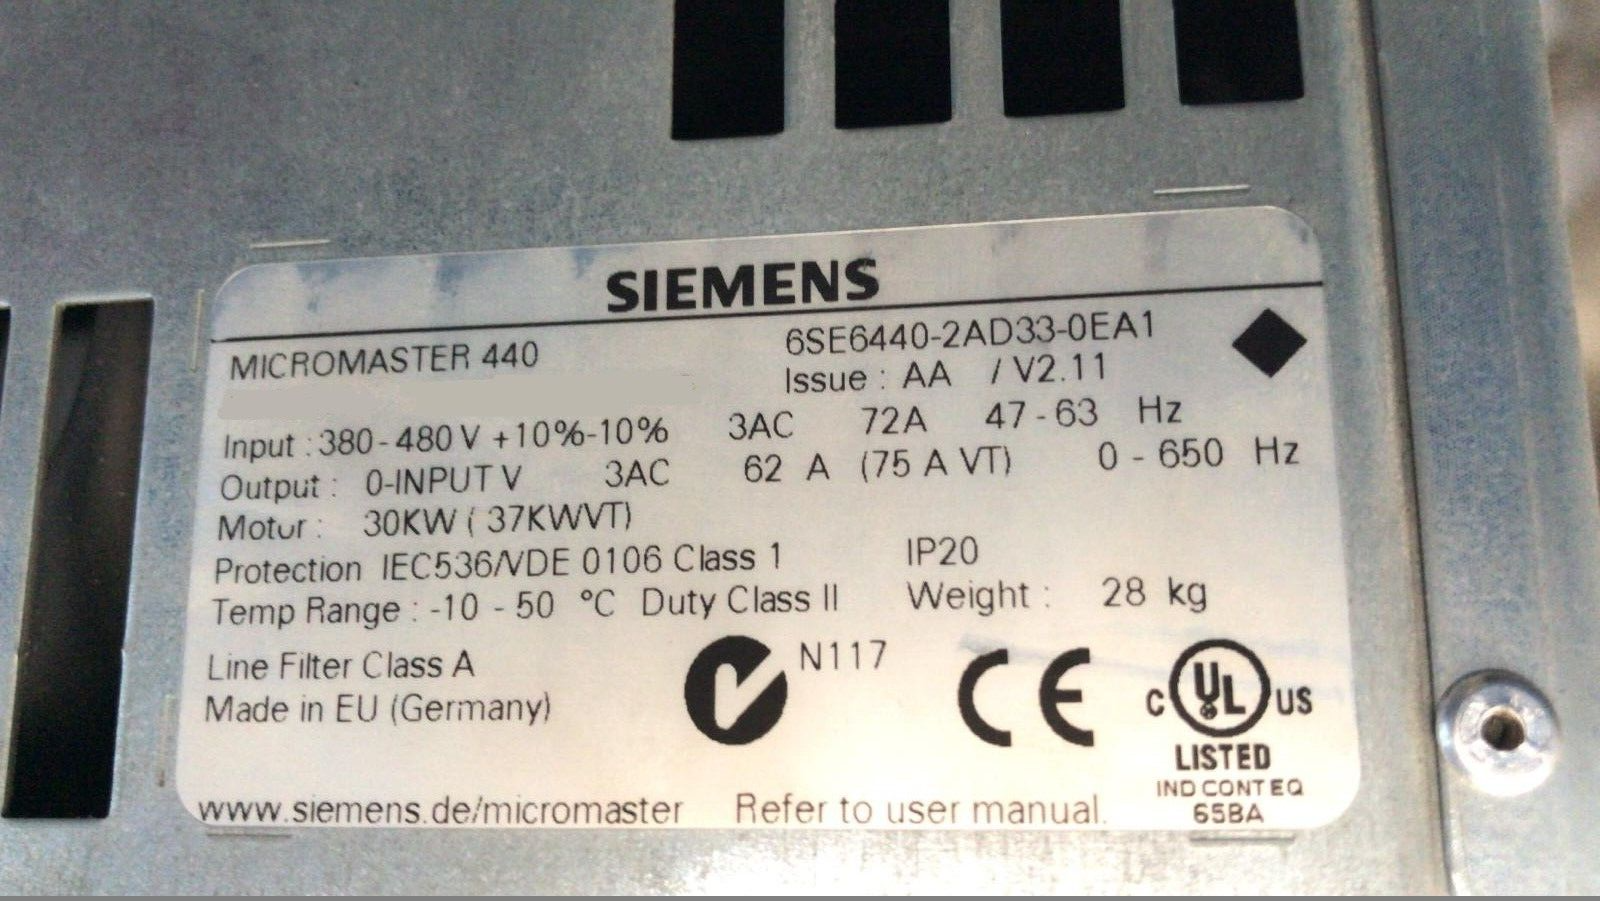 SIEMENS
MICROMASTER 440
6SE6440-2AD33-0EA1
Issue : AA / V2.11
Input : 380-480 V +10%-10% 3AC 72A 47-63 Hz
Output : 0-INPUT V 3AC 62 A (75 A VT) 0 - 650 Hz
Motor : 30KW ( 37KWVT)
Protection IEC536/VDE 0106 Class 1 IP20
Temp Range : -10 - 50 °C Duty Class II Weight : 28 kg
Line Filter Class A
Made in EU (Germany)
N117
CE
C UL US
LISTED
IND CONT EQ
65BA
www.siemens.de/micromaster Refer to user manual.